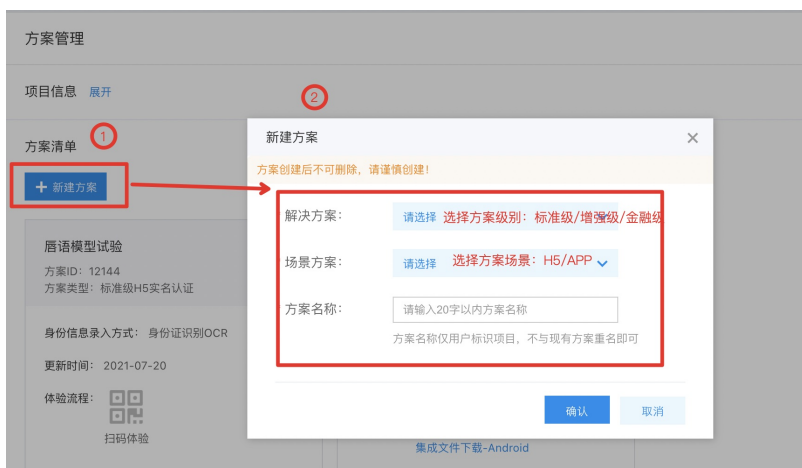 方案管理
项目信息 展开
②
①
方案清单
+ 新建方案
新建方案 ×
方案创建后不可删除，请谨慎创建！
解决方案： 请选择 选择方案级别：标准级/增强级/金融级
场景方案： 请选择 选择方案场景：H5/APP
方案名称： 请输入20字以内方案名称
方案名称仅用户标识项目，不与现有方案重名即可
确认 取消
唇语模型试验
方案ID：12144
方案类型：标准级H5实名认证
身份信息录入方式：身份证识别OCR
更新时间：2021-07-20
体验流程：
扫码体验
集成文件下载-Android